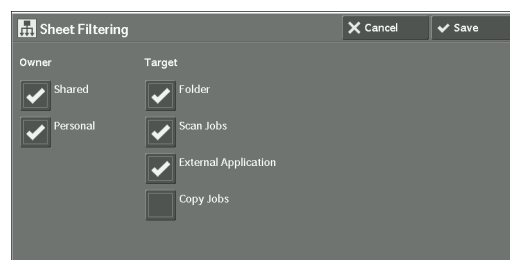 Sheet Filtering
Cancel
Save
Owner
Target
Shared
Folder
Personal
Scan Jobs
External Application
Copy Jobs